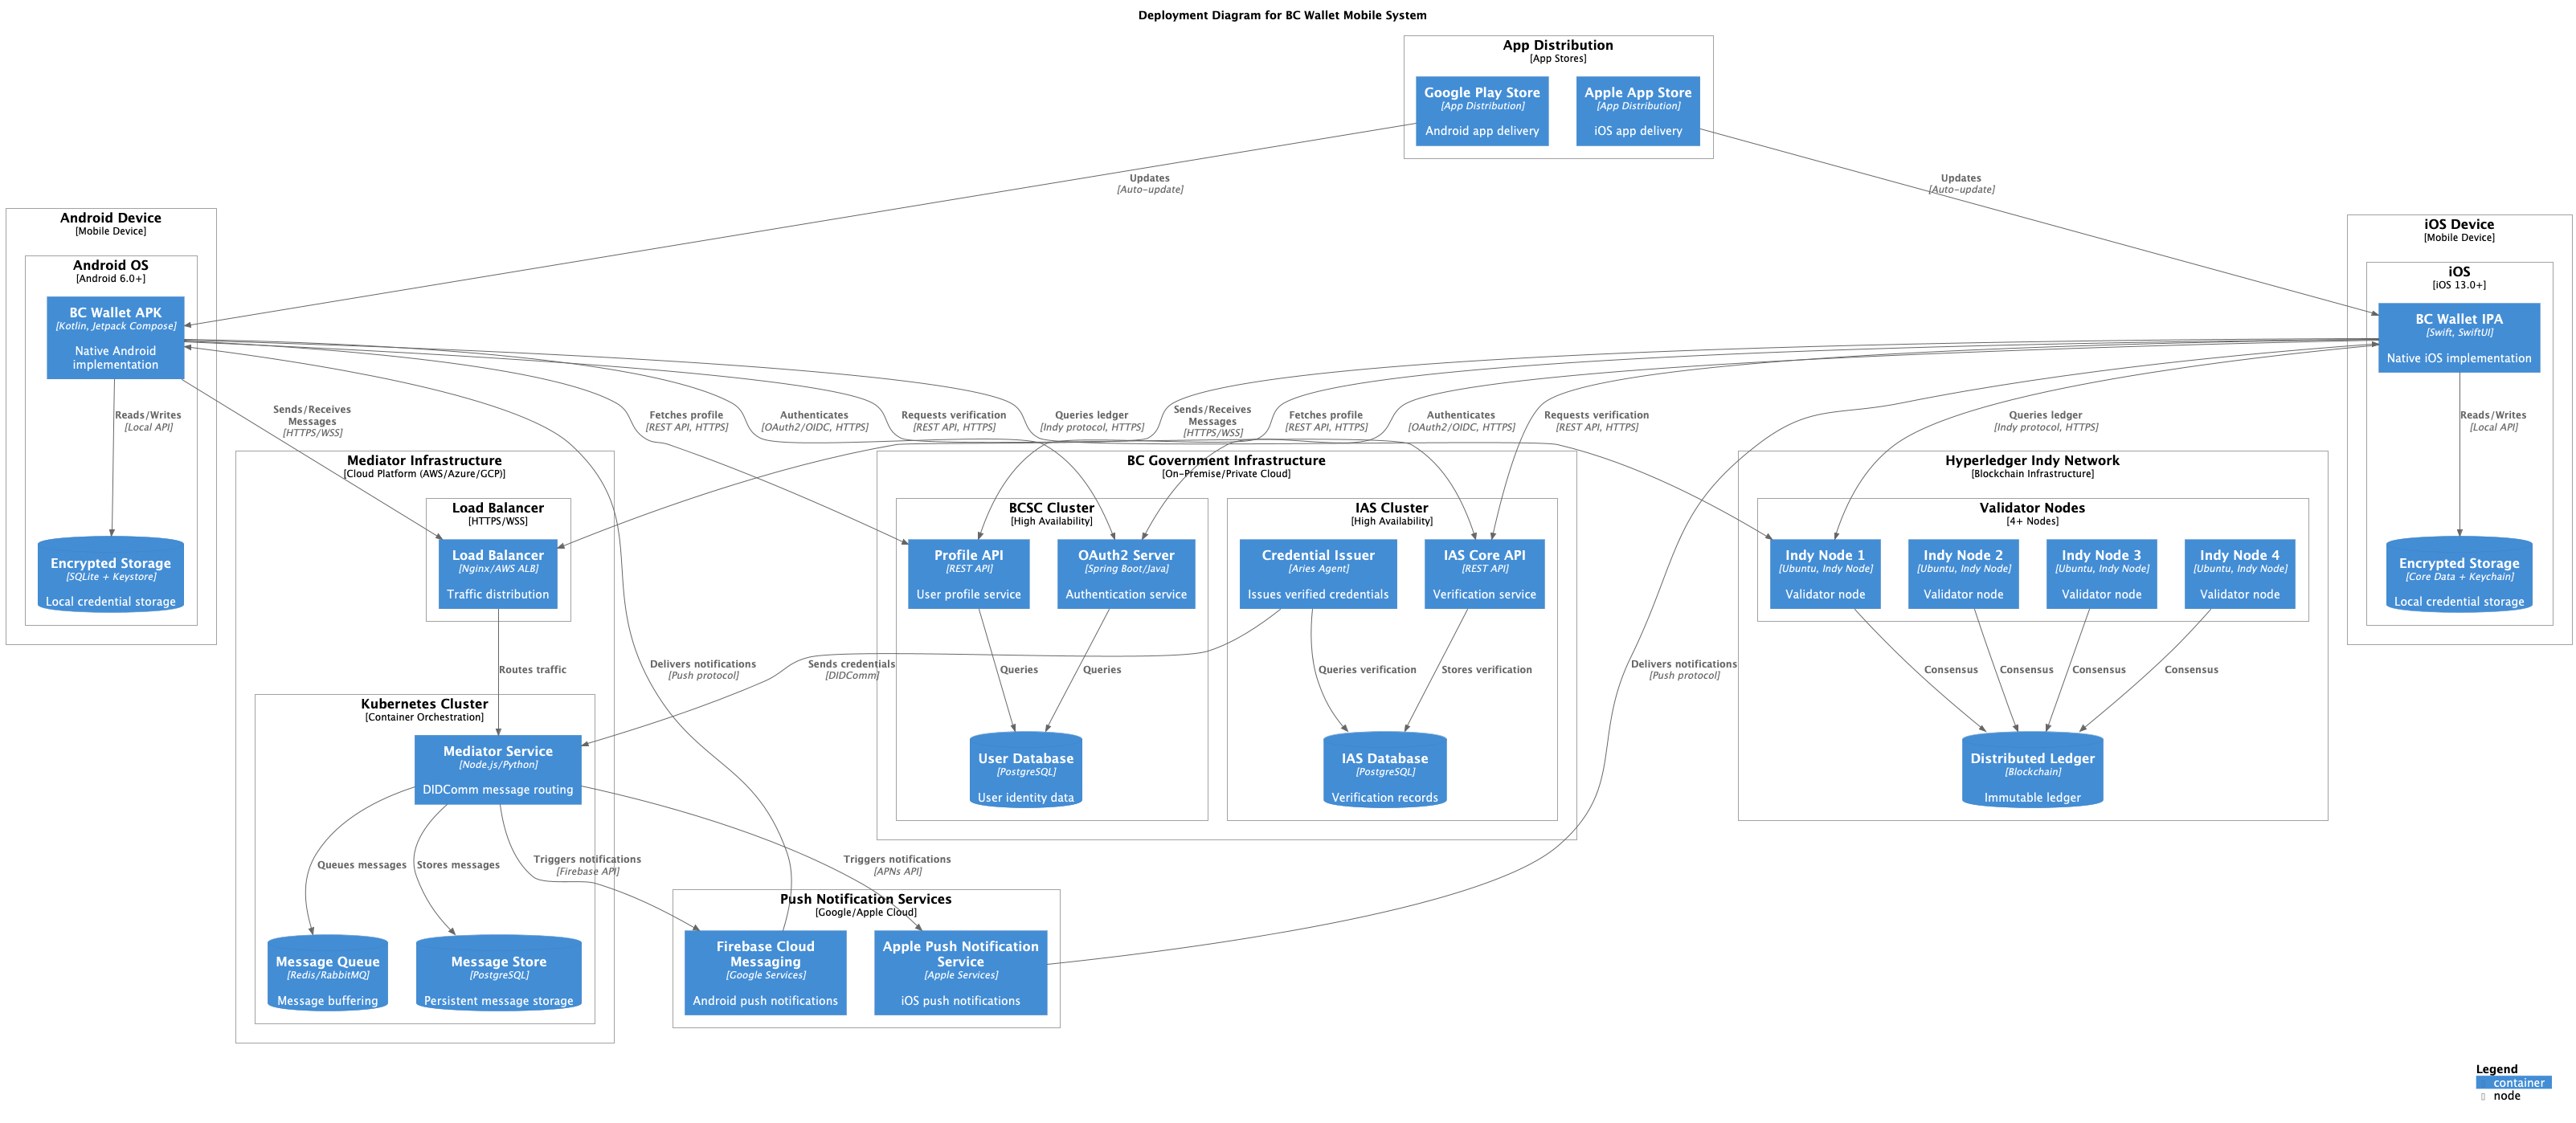 Deployment Diagram for BC Wallet Mobile System
App Distribution
[App Stores]
Google Play Store
[App Distribution]
Android app delivery
Apple App Store
[App Distribution]
iOS app delivery
Updates
[Auto-update]
Updates
[Auto-update]
Android Device
[Mobile Device]
Android OS
[Android 6.0+]
BC Wallet APK
[Kotlin, Jetpack Compose]
Native Android
implementation
Reads/Writes
[Local API]
Encrypted Storage
[SQLite + Keystore]
Local credential storage
iOS Device
[Mobile Device]
iOS
[iOS 13.0+]
BC Wallet IPA
[Swift, SwiftUI]
Native iOS implementation
Reads/Writes
[Local API]
Encrypted Storage
[Core Data + Keychain]
Local credential storage
Sends/Receives
Messages
[HTTPS/WSS]
Fetches profile
[REST API, HTTPS]
Authenticates
[OAuth2/OIDC, HTTPS]
Requests verification
[REST API, HTTPS]
Queries ledger
[Indy protocol, HTTPS]
Sends/Receives
Messages
[HTTPS/WSS]
Fetches profile
[REST API, HTTPS]
Authenticates
[OAuth2/OIDC, HTTPS]
Requests verification
[REST API, HTTPS]
Queries ledger
[Indy protocol, HTTPS]
Mediator Infrastructure
[Cloud Platform (AWS/Azure/GCP)]
Load Balancer
[HTTPS/WSS]
Load Balancer
[Nginx/AWS ALB]
Traffic distribution
Routes traffic
Kubernetes Cluster
[Container Orchestration]
Mediator Service
[Node.js/Python]
DIDComm message routing
Queues messages
Stores messages
Triggers notifications
[Firebase API]
Triggers notifications
[APNs API]
Message Queue
[Redis/RabbitMQ]
Message buffering
Message Store
[PostgreSQL]
Persistent message storage
BC Government Infrastructure
[On-Premise/Private Cloud]
BCSC Cluster
[High Availability]
Profile API
[REST API]
User profile service
OAuth2 Server
[Spring Boot/Java]
Authentication service
Queries
Queries
User Database
[PostgreSQL]
User identity data
IAS Cluster
[High Availability]
Credential Issuer
[Aries Agent]
Issues verified credentials
IAS Core API
[REST API]
Verification service
Queries verification
Stores verification
IAS Database
[PostgreSQL]
Verification records
Delivers notifications
[Push protocol]
Sends credentials
[DIDComm]
Delivers notifications
[Push protocol]
Hyperledger Indy Network
[Blockchain Infrastructure]
Validator Nodes
[4+ Nodes]
Indy Node 1
[Ubuntu, Indy Node]
Validator node
Indy Node 2
[Ubuntu, Indy Node]
Validator node
Indy Node 3
[Ubuntu, Indy Node]
Validator node
Indy Node 4
[Ubuntu, Indy Node]
Validator node
Consensus
Consensus
Consensus
Consensus
Distributed Ledger
[Blockchain]
Immutable ledger
Push Notification Services
[Google/Apple Cloud]
Firebase Cloud
Messaging
[Google Services]
Android push notifications
Apple Push Notification
Service
[Apple Services]
iOS push notifications
Legend
container
node